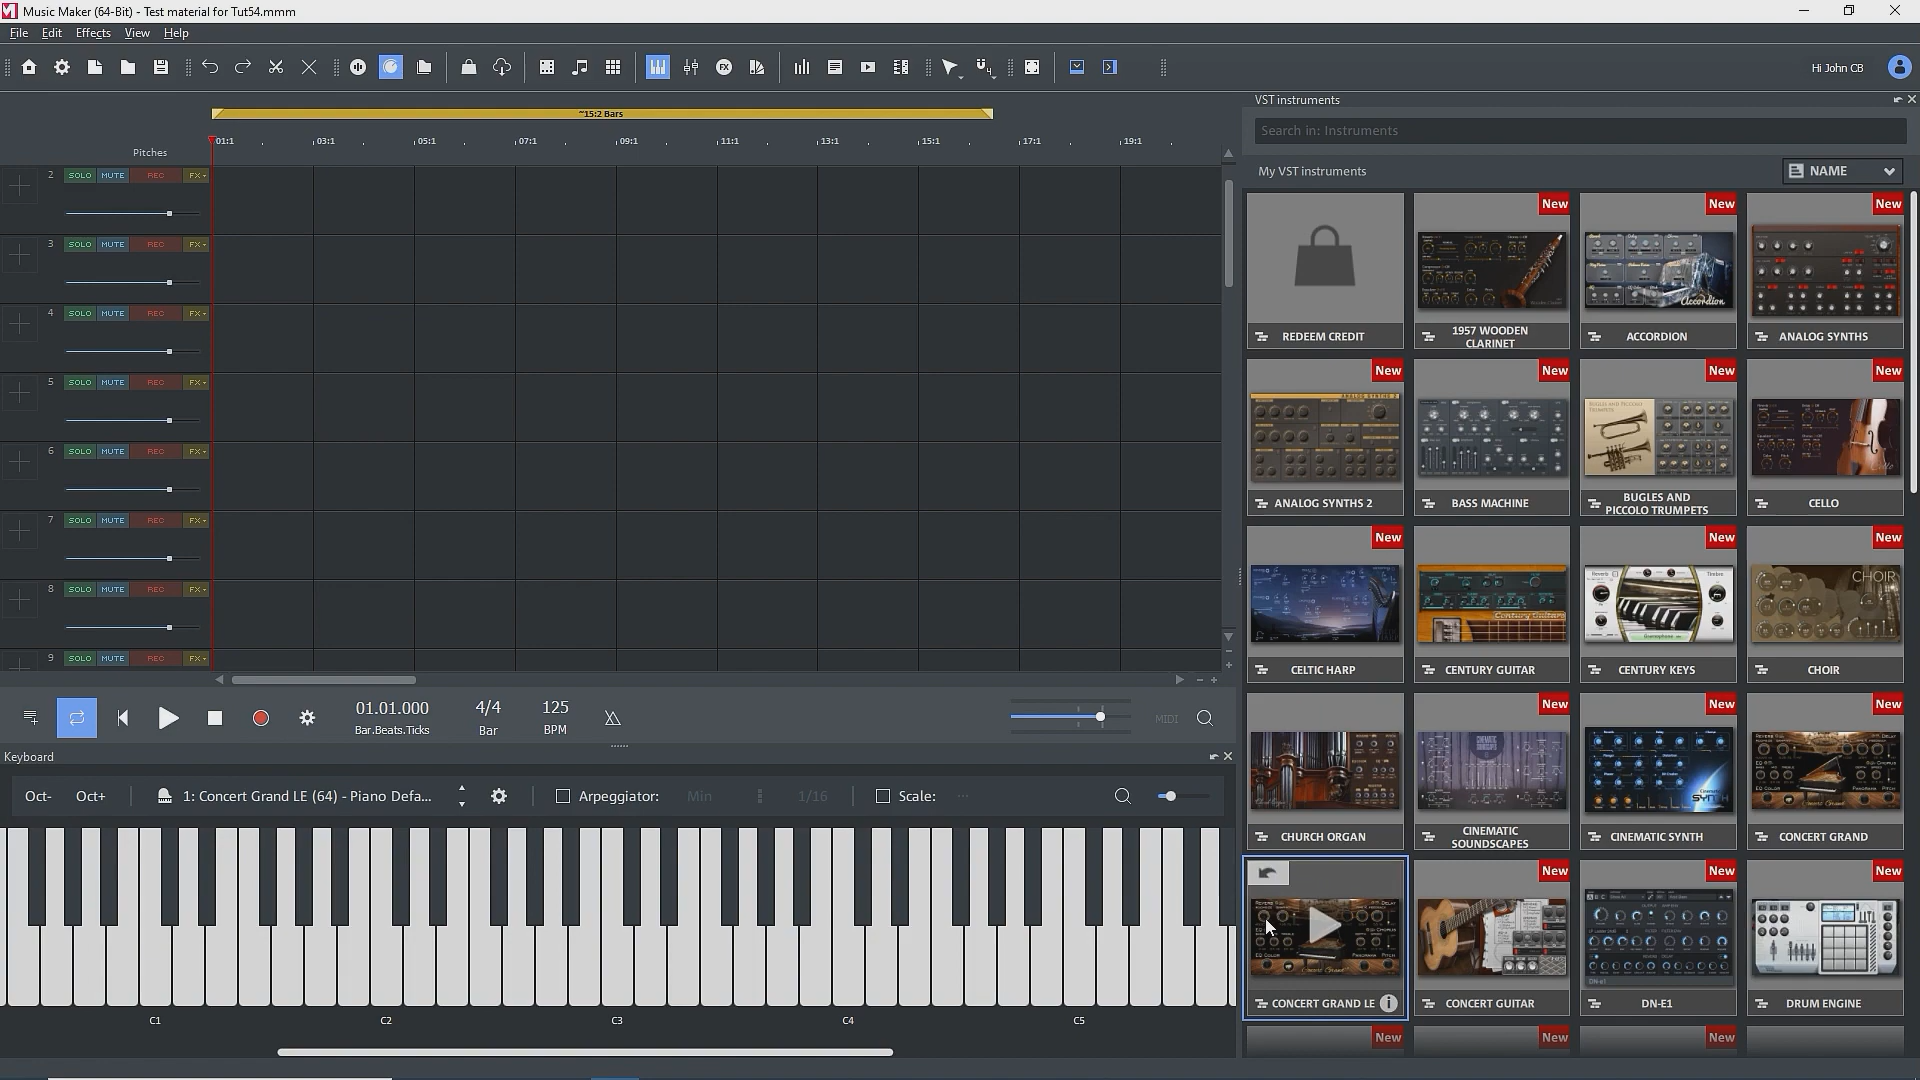 Music Maker (64-Bit) - Test material for Tut54.mmm
File Edit Effects View Help
Hi John CB
~15:2 Bars
01:1 03:1 05:1 07:1 09:1 11:1 13:1 15:1 17:1 19:1
Pitches
2 SOLO MUTE REC FX
3 SOLO MUTE REC FX
4 SOLO MUTE REC FX
5 SOLO MUTE REC FX
6 SOLO MUTE REC FX
7 SOLO MUTE REC FX
8 SOLO MUTE REC FX
9 SOLO MUTE REC FX
01.01.000 4/4 125
Bar.Beats.Ticks Bar BPM
MIDI
Keyboard
Oct- Oct+ 1: Concert Grand LE (64) - Piano Defa... Arpeggiator: Min 1/16 Scale: ...
C1 C2 C3 C4 C5
VST instruments
Search in: Instruments
My VST instruments
NAME
New New New
REDEEM CREDIT
1957 WOODEN
CLARINET
Accordion
ACCORDION
ANALOG SYNTHS
New New New New
ANALOG SYNTHS 2
BASS MACHINE
BUGLES AND
PICCOLO TRUMPETS
CELLO
New New New
CHOIR
Century Guitar
CELTIC HARP
CENTURY GUITAR
CENTURY KEYS
CHOIR
New New New
CHURCH ORGAN
CINEMATIC
SOUNDSCAPES
CINEMATIC SYNTH
CONCERT GRAND
New New New
CONCERT GRAND LE
CONCERT GUITAR
DN-E1
DRUM ENGINE
New New New